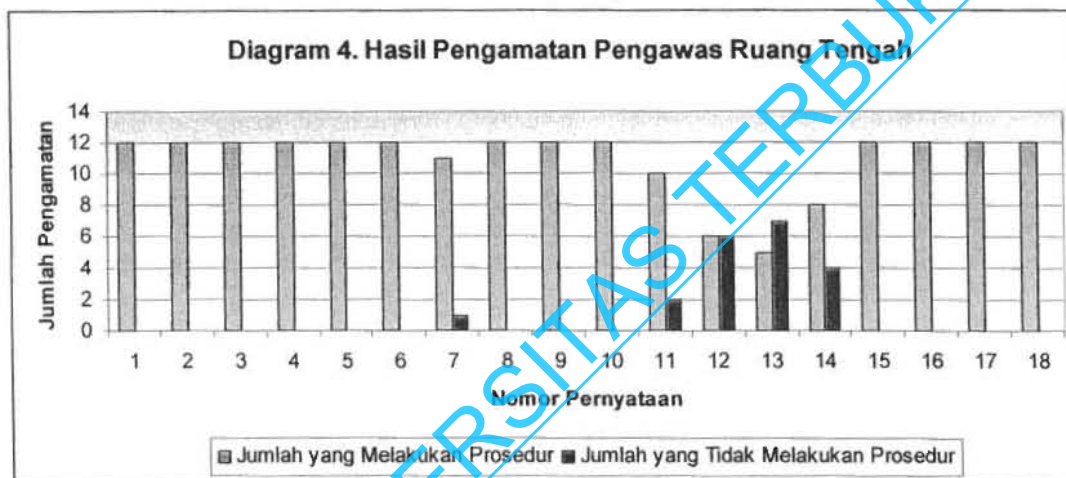 Diagram 4. Hasil Pengamatan Pengawas Ruang Tengah
Jumlah Pengamatan
14
12
10
8
6
4
2
0
1 2 3 4 5 6 7 8 9 10 11 12 13 14 15 16 17 18
Nomor Pernyataan
Jumlah yang Melakukan Prosedur Jumlah yang Tidak Melakukan Prosedur
ERSITAS TERBU